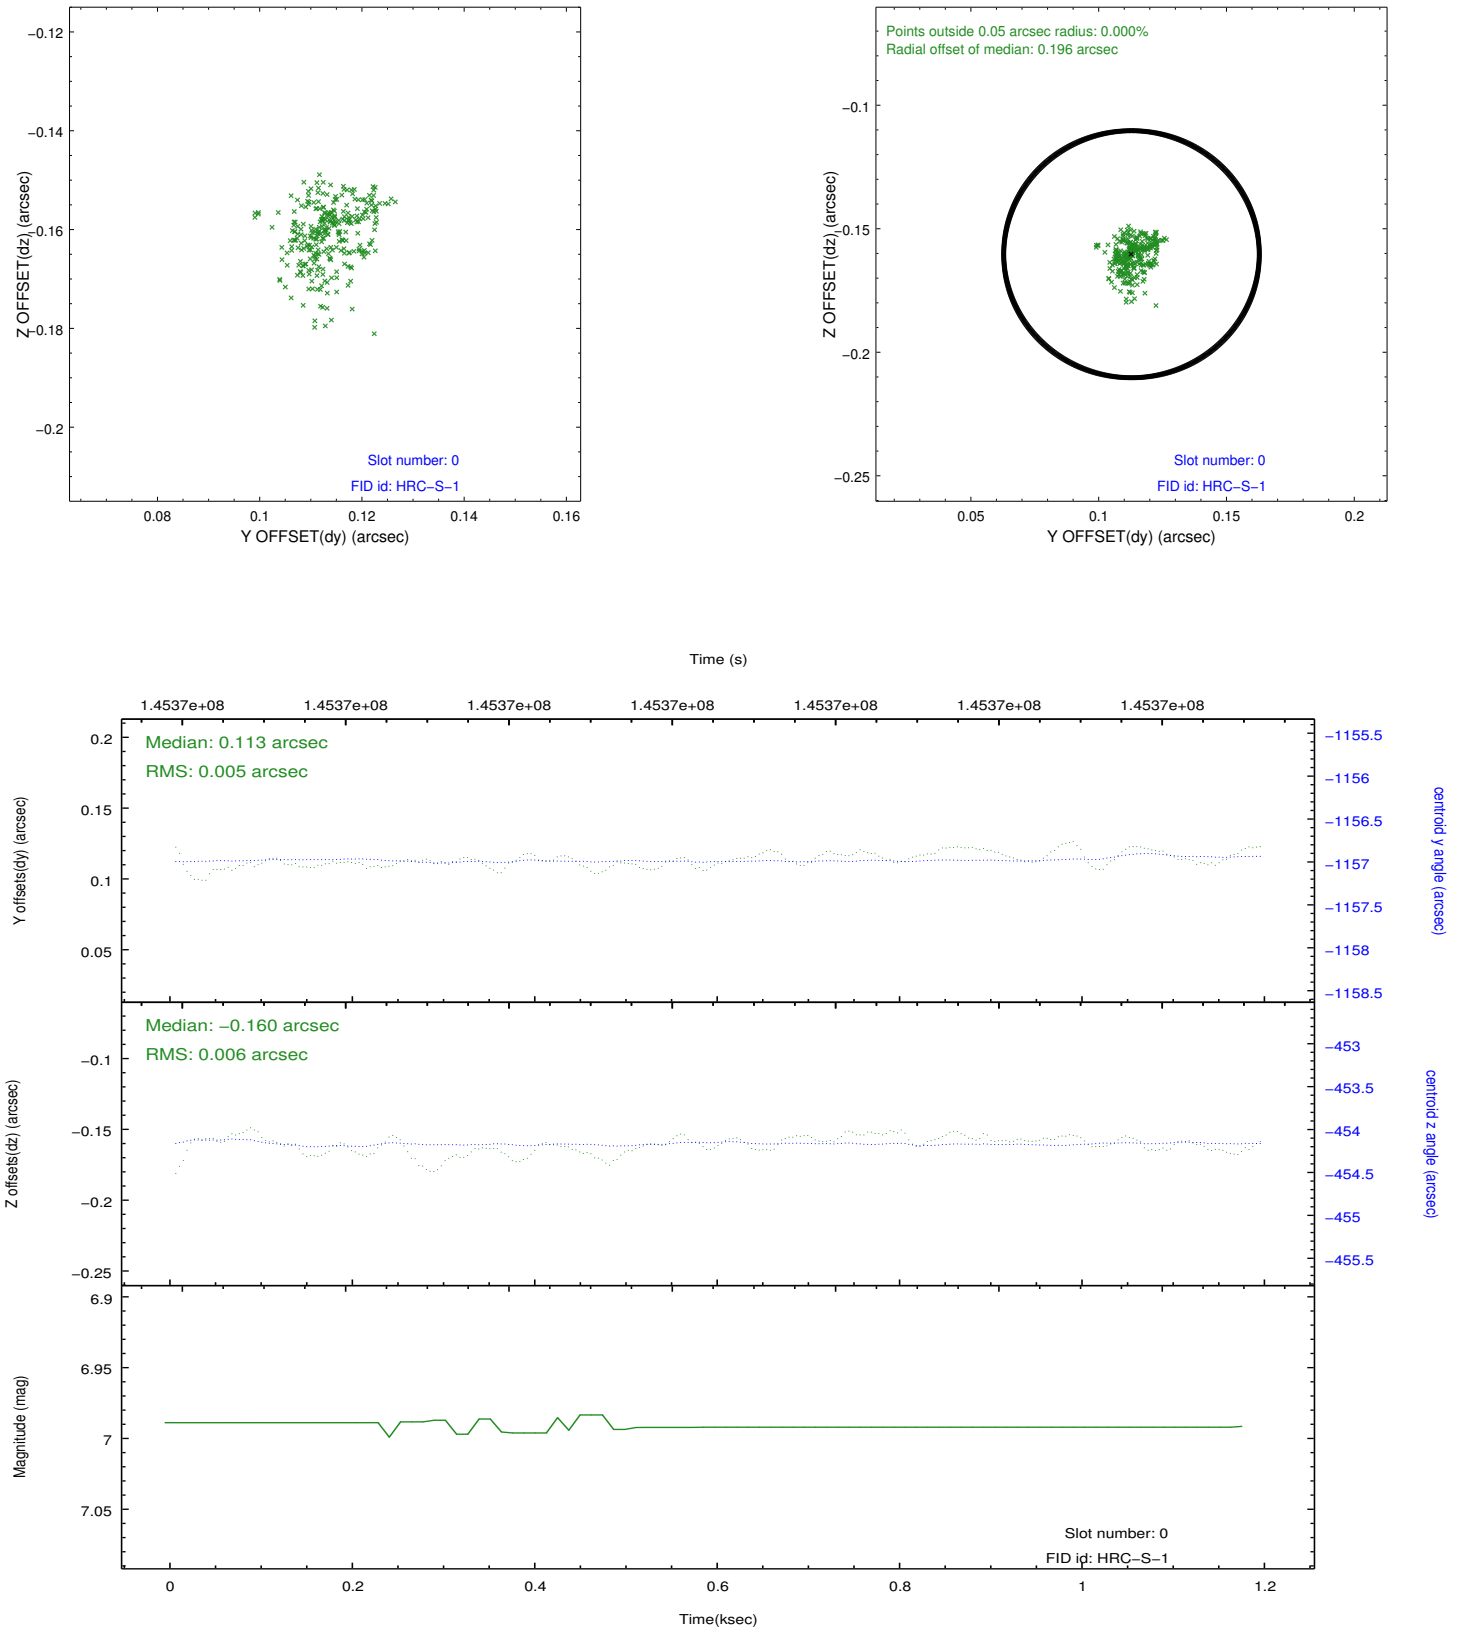 −0.12
−0.14
−0.16
−0.18
−0.2
Z OFFSET(dz) (arcsec)
Slot number: 0
FID id: HRC−S−1
0.08
0.1
0.12
0.14
0.16
Y OFFSET(dy) (arcsec)
Points outside 0.05 arcsec radius: 0.000%
Radial offset of median: 0.196 arcsec
−0.1
−0.15
−0.2
−0.25
Z OFFSET(dz) (arcsec)
Slot number: 0
FID id: HRC−S−1
0.05
0.1
0.15
0.2
Y OFFSET(dy) (arcsec)
Time (s)
1.4537e+08
1.4537e+08
1.4537e+08
1.4537e+08
1.4537e+08
1.4537e+08
1.4537e+08
Median: 0.113 arcsec
RMS: 0.005 arcsec
0.2
0.15
0.1
0.05
Y offsets(dy) (arcsec)
−1155.5
−1156
−1156.5
−1157
−1157.5
−1158
−1158.5
centroid y angle (arcsec)
Median: −0.160 arcsec
RMS: 0.006 arcsec
−0.1
−0.15
−0.2
−0.25
Z offsets(dz) (arcsec)
−453
−453.5
−454
−454.5
−455
−455.5
centroid z angle (arcsec)
6.9
6.95
7
7.05
Magnitude (mag)
Slot number: 0
FID id: HRC−S−1
0
0.2
0.4
0.6
0.8
1
1.2
Time(ksec)